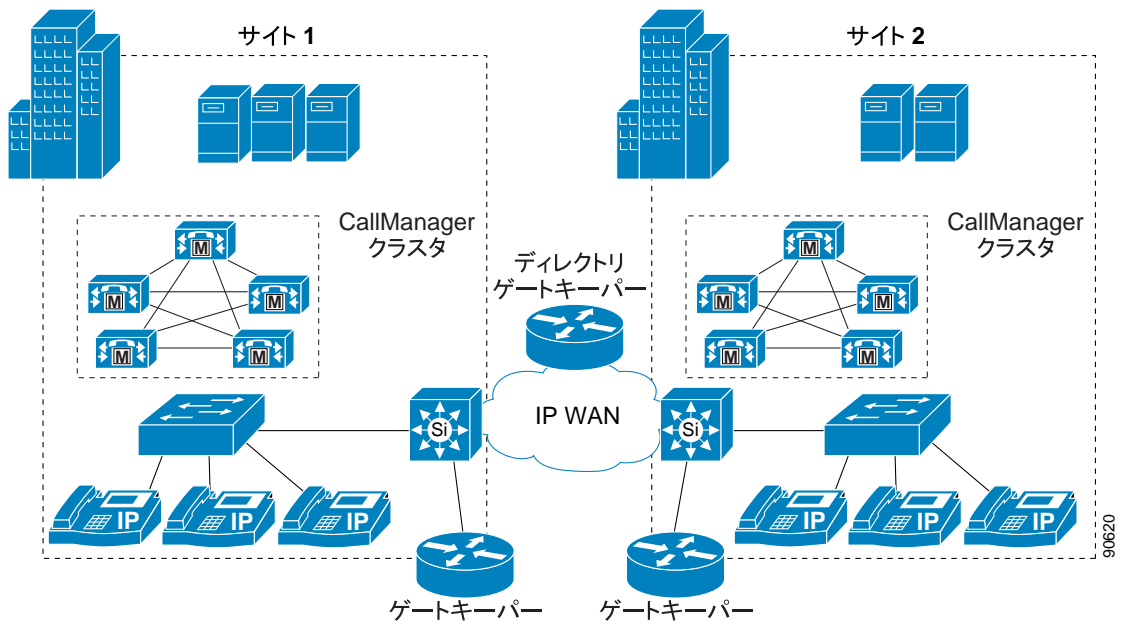 サイト 1
サイト 2
CallManager
クラスタ
CallManager
クラスタ
M
M
M
M
M
M
M
M
M
M
ディレクトリ
ゲートキーパー
IP WAN
Si
Si
IP
IP
IP
IP
IP
IP
ゲートキーパー
ゲートキーパー
90620